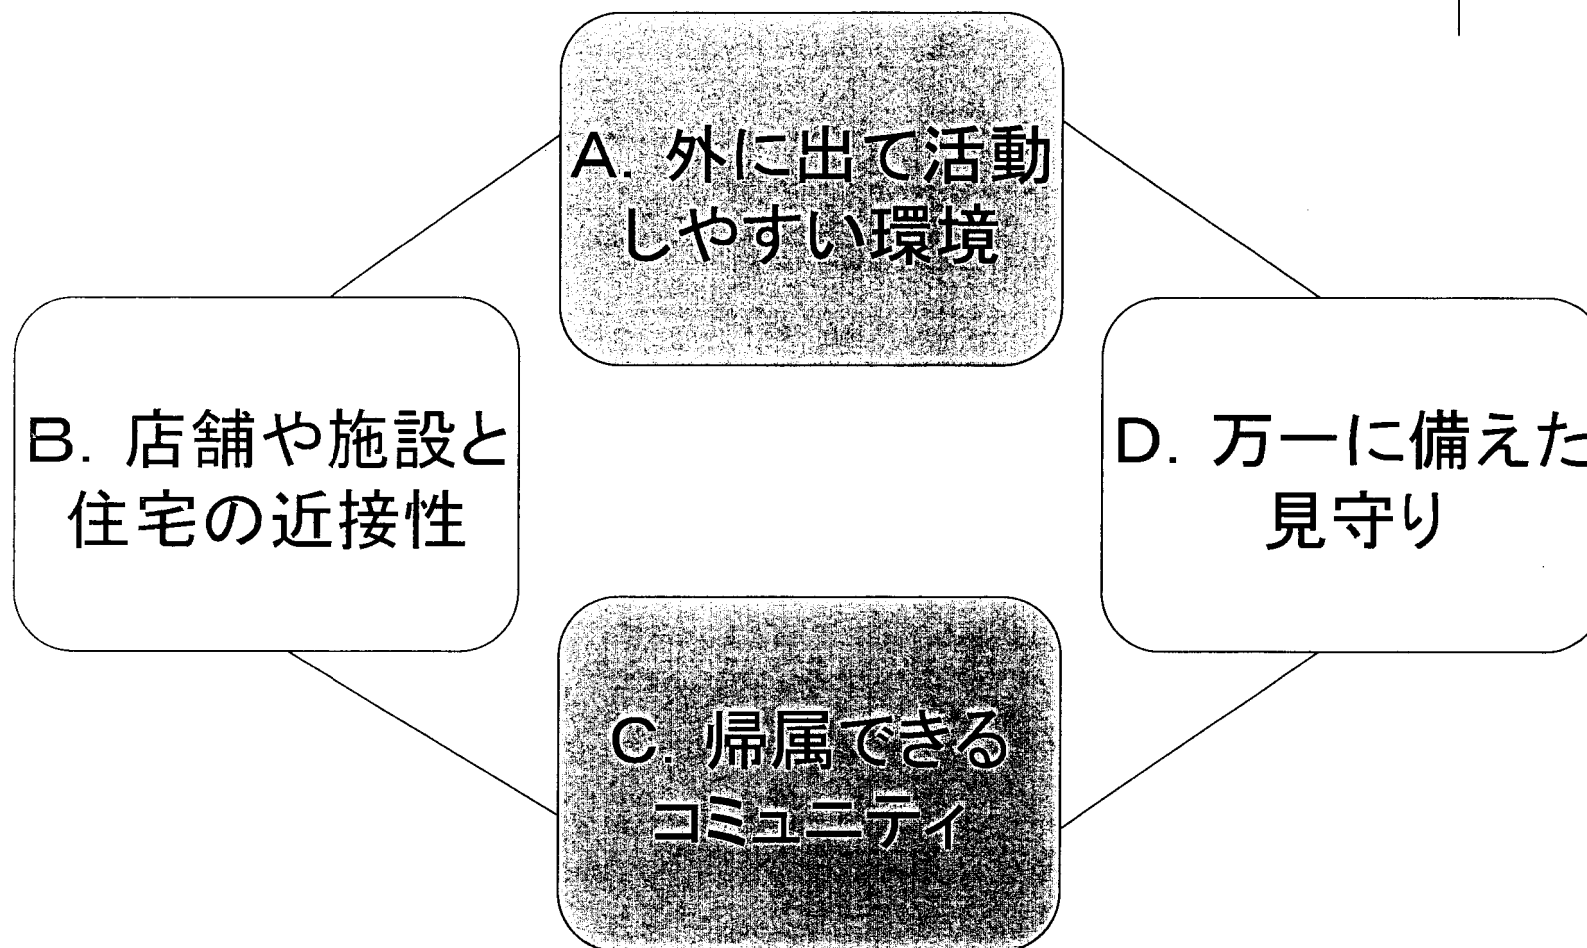 A. 外に出て活動
しやすい環境
B. 店舗や施設と
住宅の近接性
C. 帰属できる
コミュニティ
D. 万一に備えた
見守り